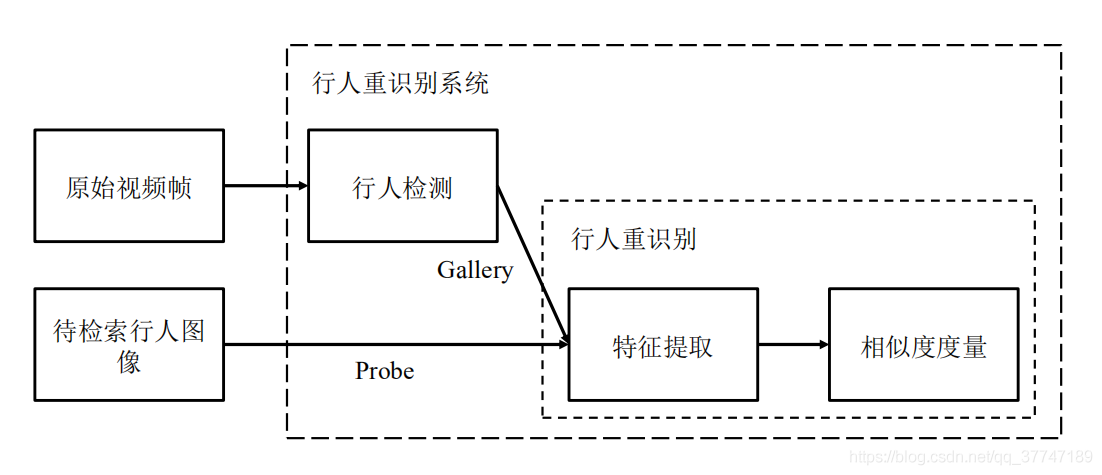 行人重识别系统
原始视频帧
行人检测
行人重识别
Gallery
待检索行人图
像
特征提取
相似度度量
Probe
https://blog.csdn.net/qq_37747189